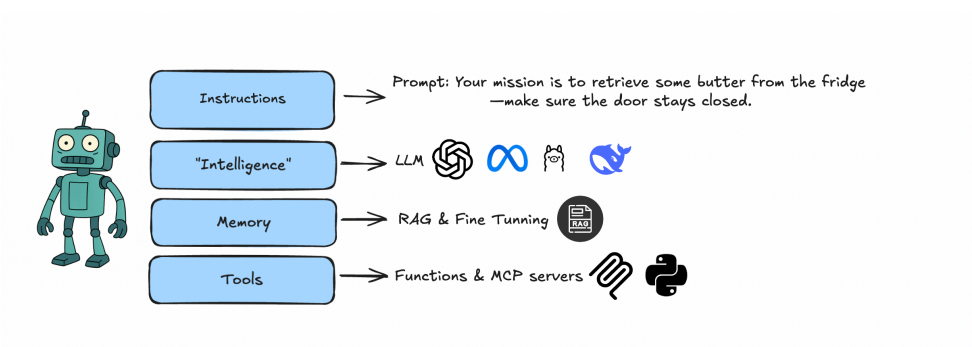 Instructions
Prompt: Your mission is to retrieve some butter from the fridge
—make sure the door stays closed.
"Intelligence"
LLM
Memory
RAG & Fine Tunning
RAG
Tools
Functions & MCP servers